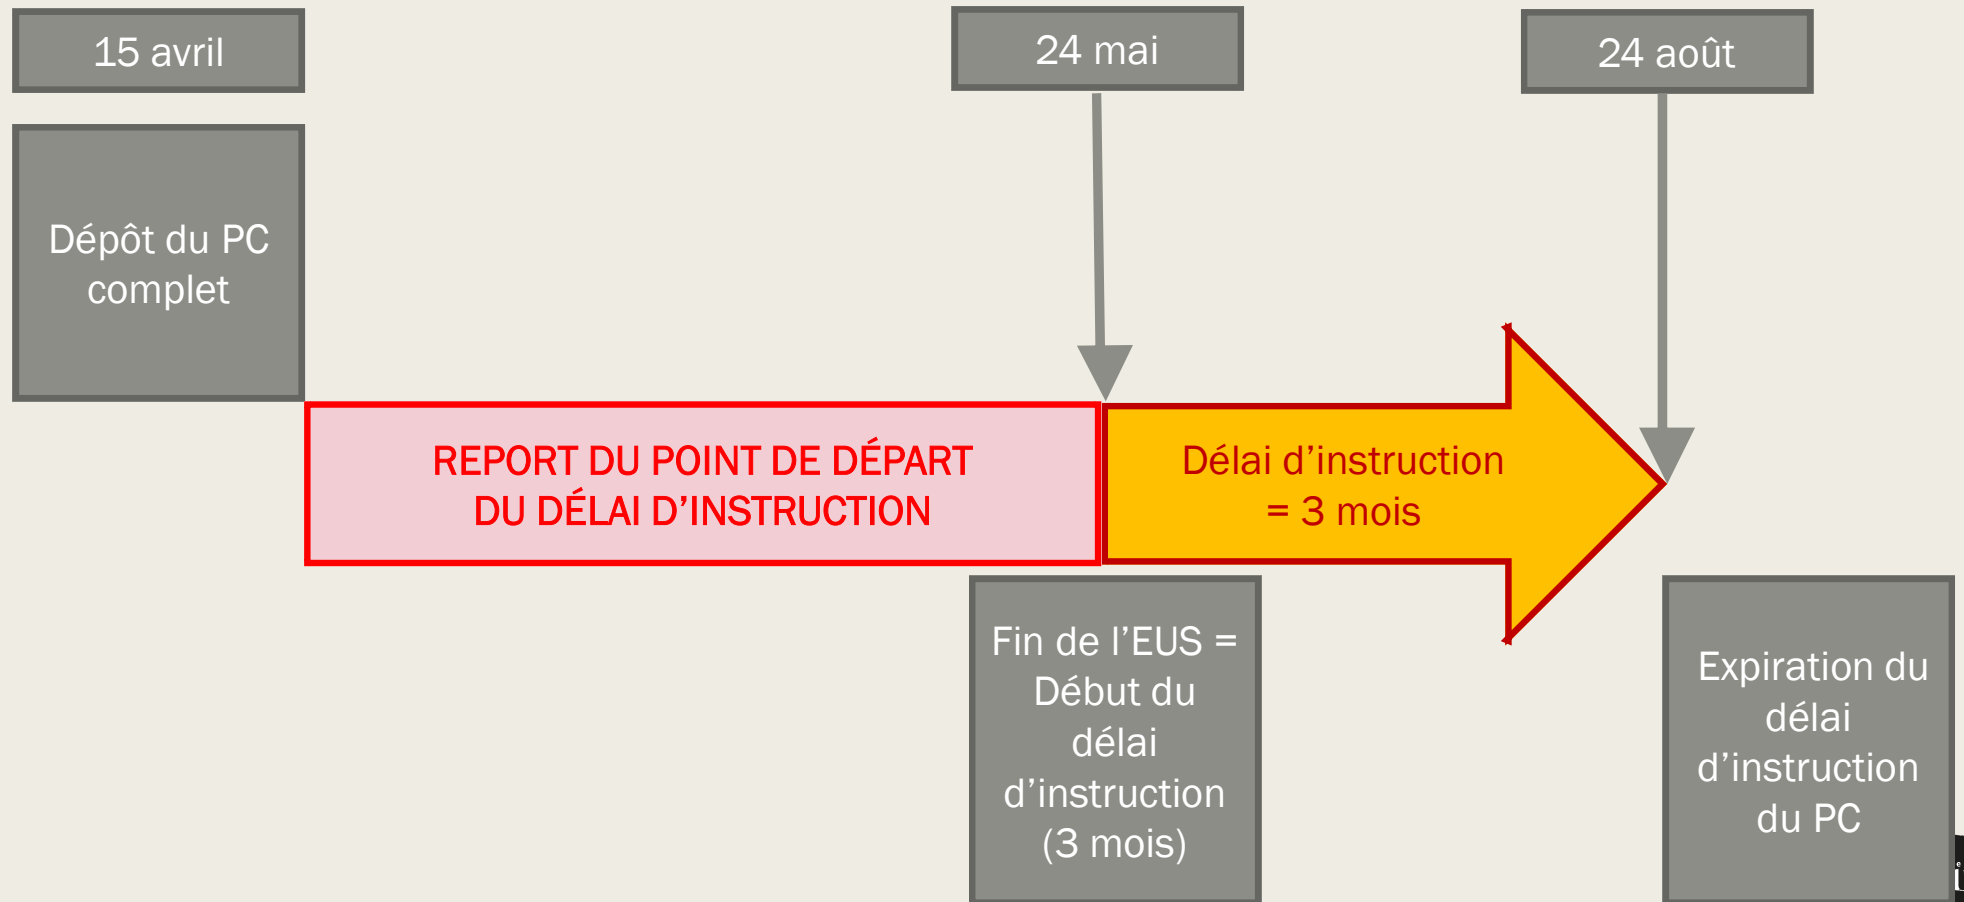 15 avril
24 mai
24 août
Dépôt du PC
complet
REPORT DU POINT DE DÉPART
DU DÉLAI D’INSTRUCTION
Délai d’instruction
= 3 mois
Fin de l’EUS =
Début du
délai
d’instruction
(3 mois)
Expiration du
délai
d’instruction
du PC